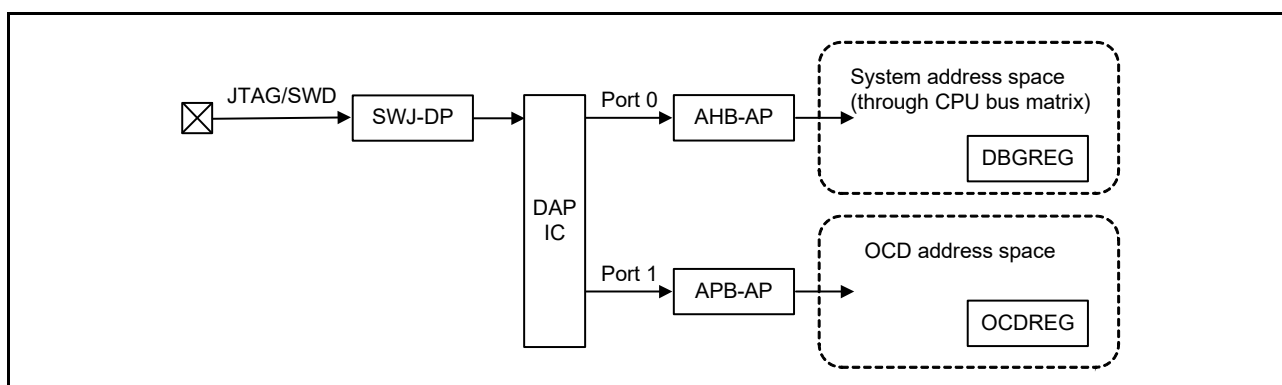 JTAG/SWD
SWJ-DP
DAP
IC
Port 0
AHB-AP
System address space
(through CPU bus matrix)
DBGREG
Port 1
APB-AP
OCD address space
OCDREG